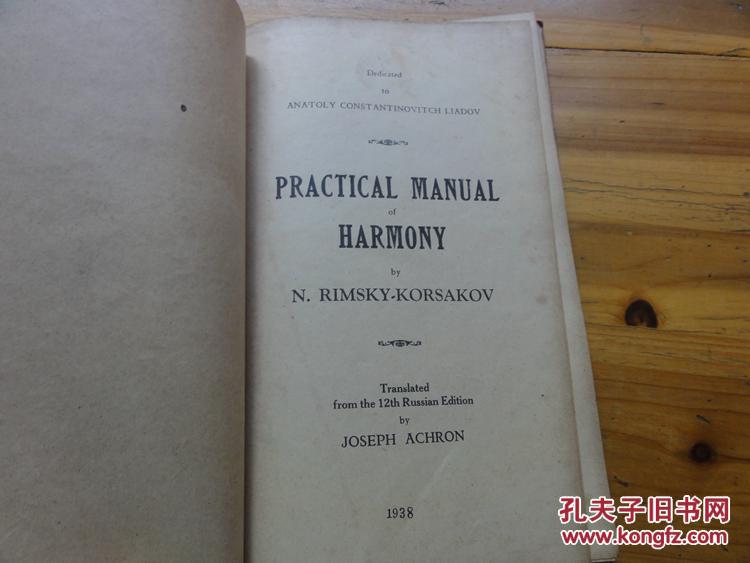 Dedicated
to
ANATOLY CONSTANTINOVITCH LIADOV
PRACTICAL MANUAL
of
HARMONY
by
N. RIMSKY-KORSAKOV
Translated
from the 12th Russian Edition
by
JOSEPH ACHRON
1938
孔夫子旧书网
www.kongfz.com